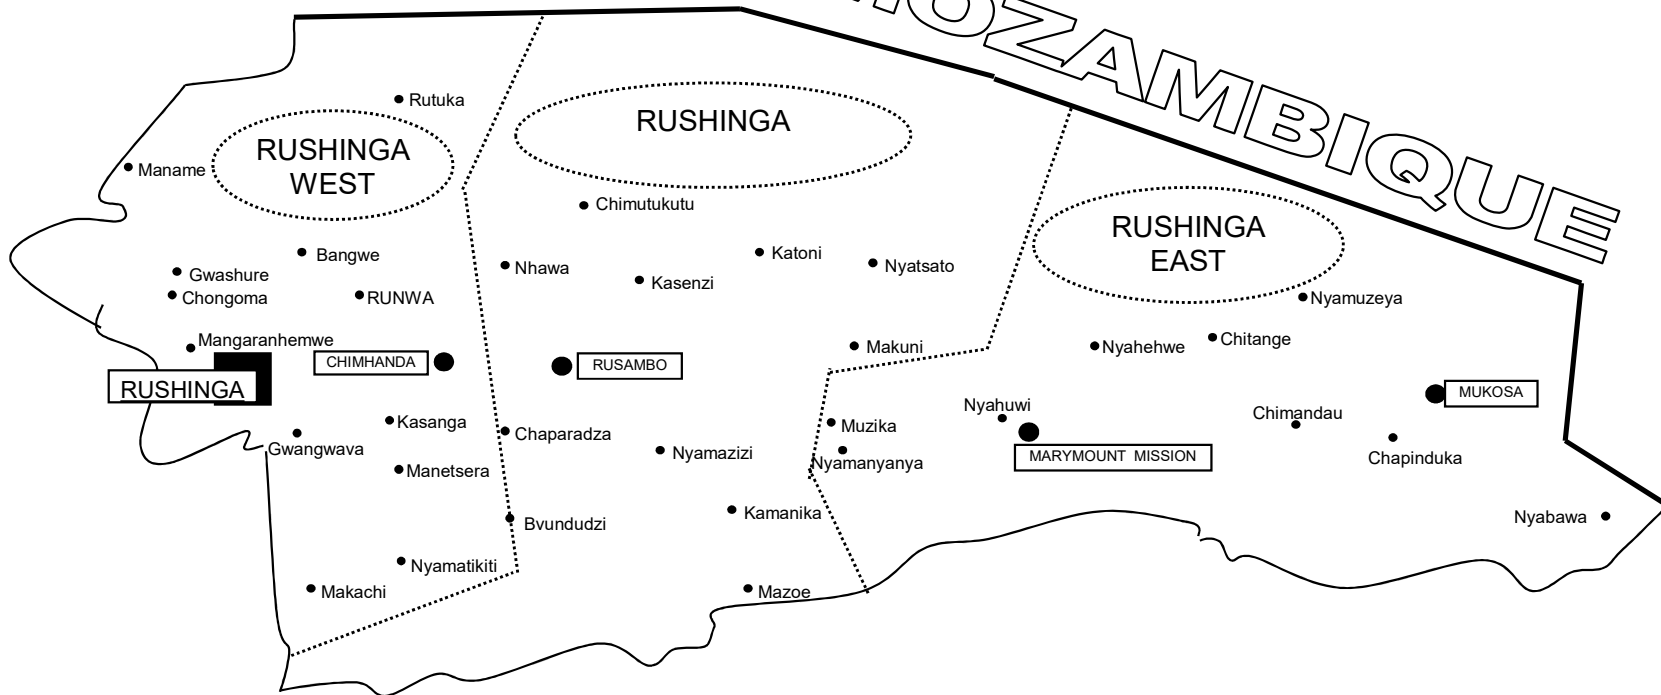 MOZAMBIQUE
Rutuka
RUSHINGA
WEST
RUSHINGA
Maname
Chimutukutu
RUSHINGA
EAST
Bangwe
Katoni
Nhawa
Nyatsato
Gwashure
Kasenzi
Chongoma
RUNWA
Nyamuzeya
Mangaranhemwe
Chitange
Makuni
Nyahehwe
CHIMHANDA
RUSAMBO
RUSHINGA
MUKOSA
Nyahuwi
Chimandau
Kasanga
Muzika
Chaparadza
Gwangwava
Nyamazizi
MARYMOUNT MISSION
Chapinduka
Nyamanyanya
Manetsera
Kamanika
Nyabawa
Bvundudzi
Nyamatikiti
Makachi
Mazoe